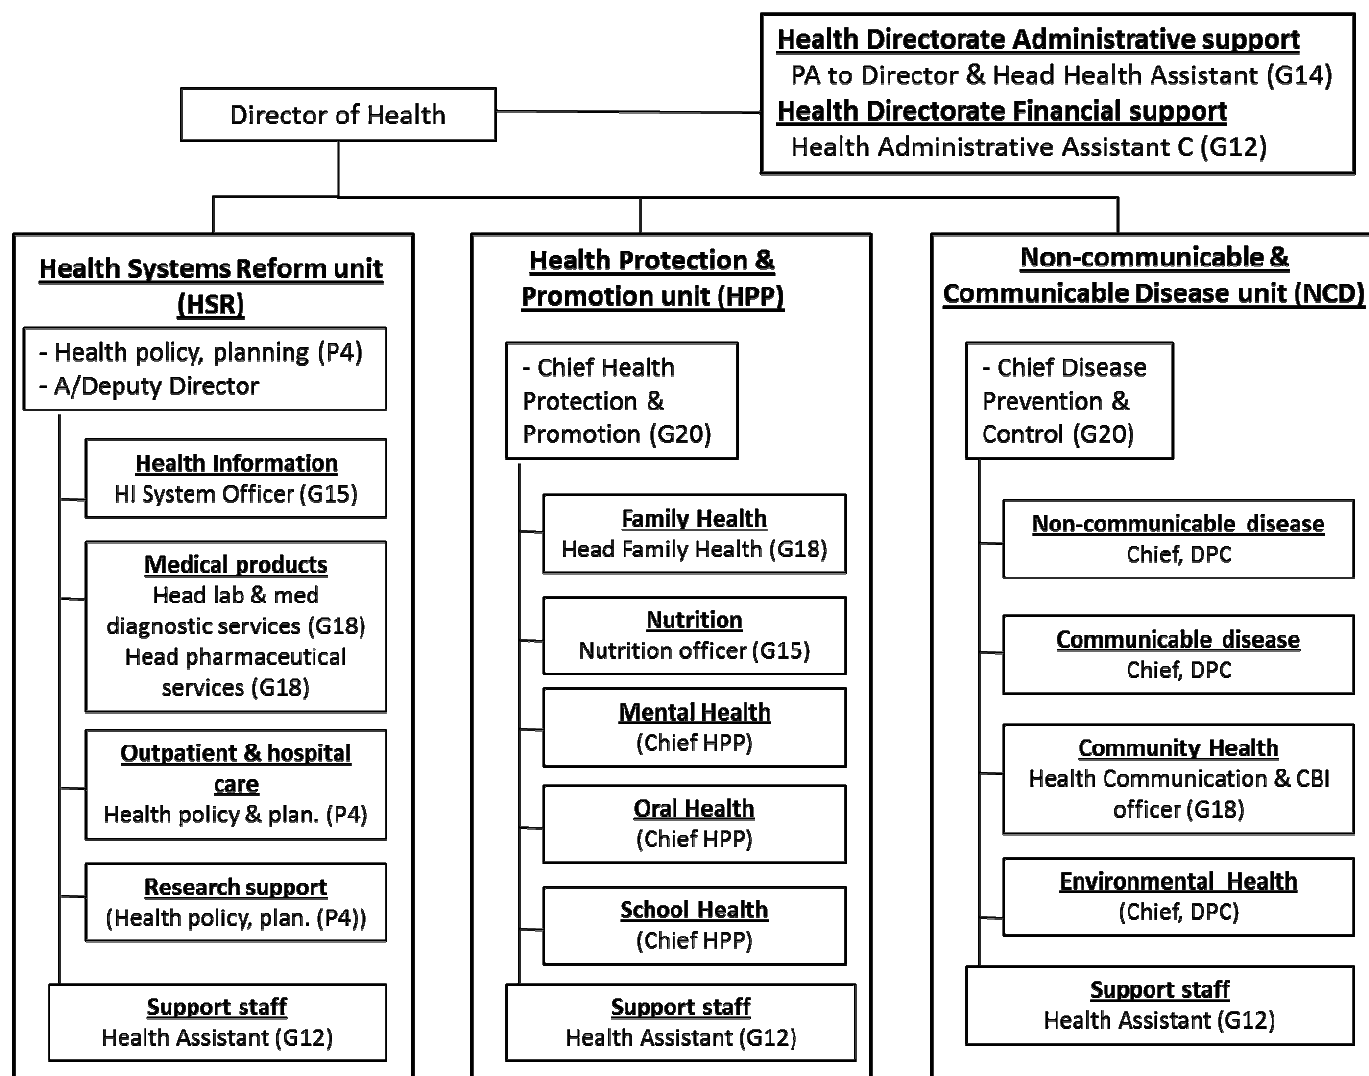 Health Directorate Administrative support
PA to Director & Head Health Assistant (G14)
Health Directorate Financial support
Health Administrative Assistant C (G12)
Director of Health
Health Systems Reform unit
(HSR)
- Health policy, planning (P4)
- A/Deputy Director
Health Information
HI System Officer (G15)
Medical products
Head lab & med
diagnostic services (G18)
Head pharmaceutical
services (G18)
Outpatient & hospital
care
Health policy & plan. (P4)
Research support
(Health policy, plan. (P4))
Support staff
Health Assistant (G12)
Health Protection &
Promotion unit (HPP)
- Chief Health
Protection &
Promotion (G20)
Family Health
Head Family Health (G18)
Nutrition
Nutrition officer (G15)
Mental Health
(Chief HPP)
Oral Health
(Chief HPP)
School Health
(Chief HPP)
Support staff
Health Assistant (G12)
Non-communicable &
Communicable Disease unit (NCD)
- Chief Disease
Prevention &
Control (G20)
Non-communicable disease
Chief, DPC
Communicable disease
Chief, DPC
Community Health
Health Communication & CBI
officer (G18)
Environmental Health
(Chief, DPC)
Support staff
Health Assistant (G12)